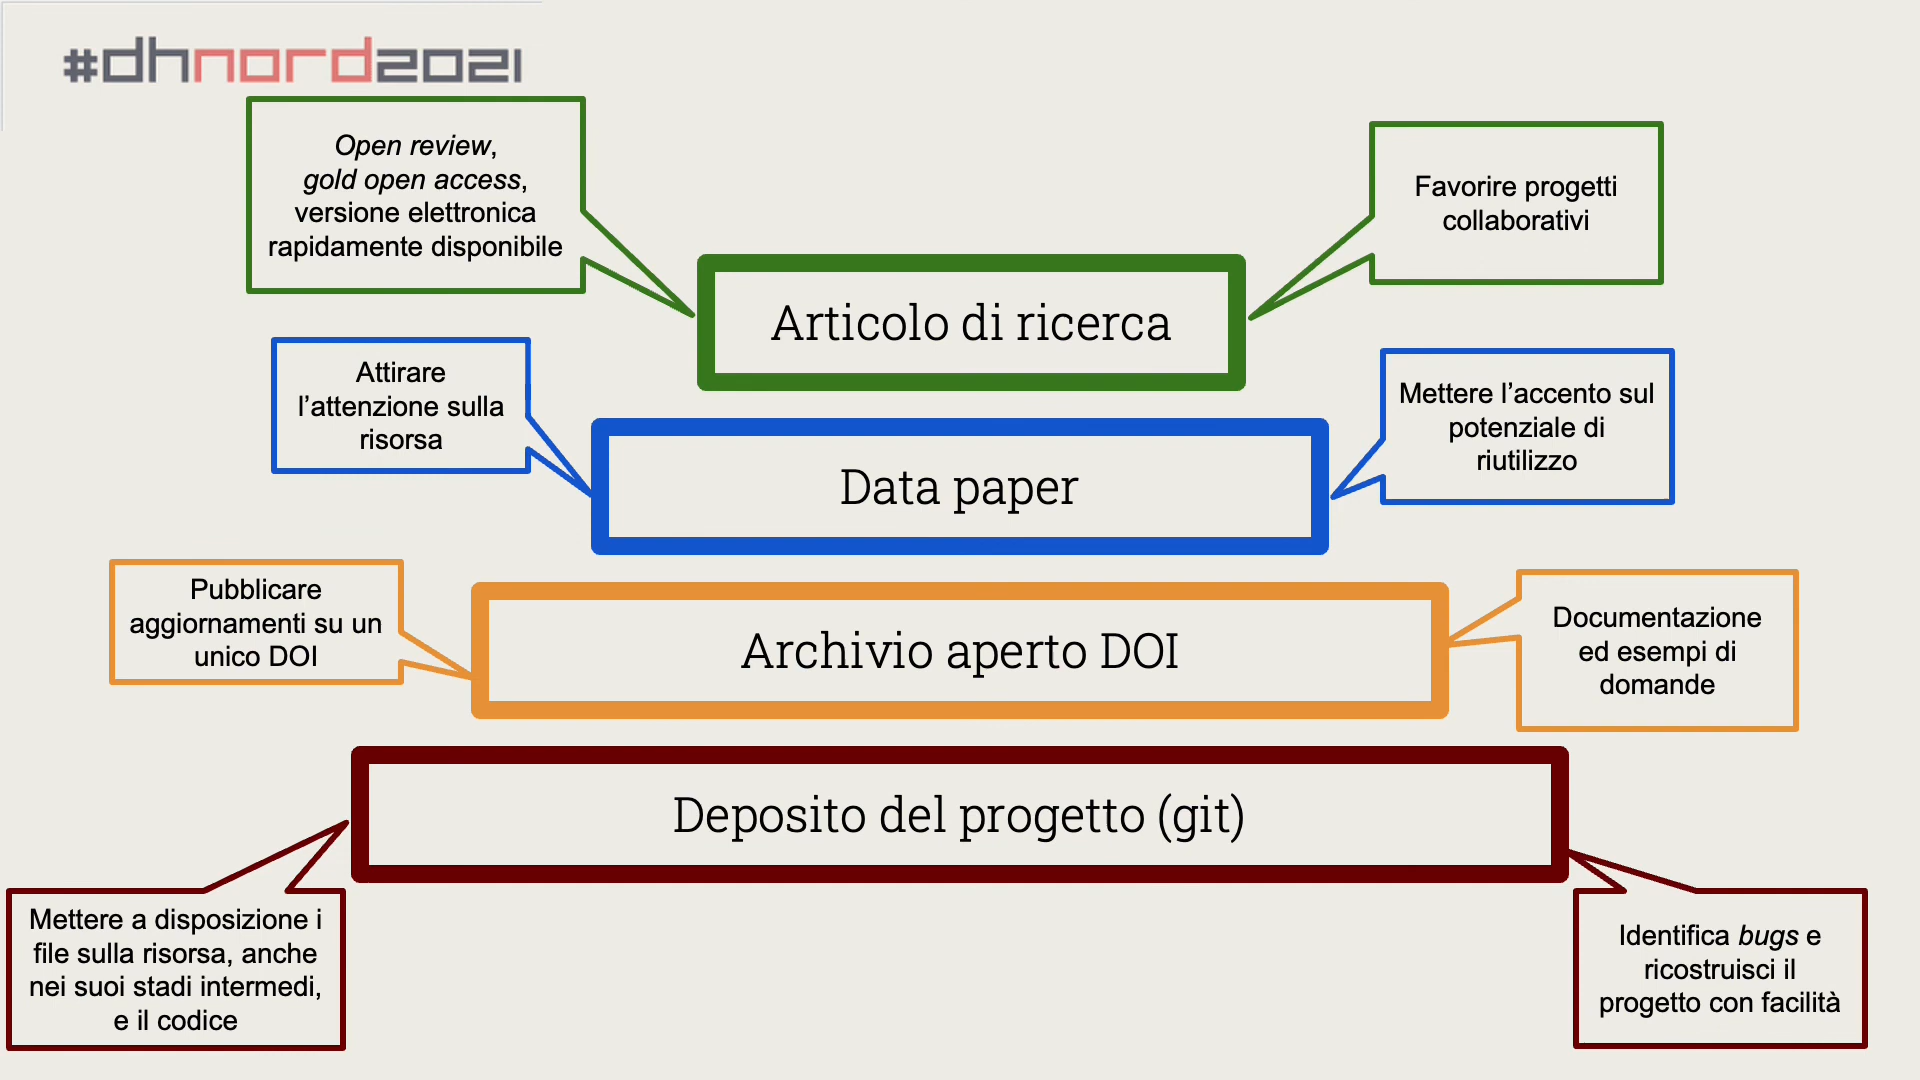 #dhnord2021
Open review,
gold open access,
versione elettronica
rapidamente disponibile
Favorire progetti
collaborativi
Articolo di ricerca
Attirare
l’attenzione sulla
risorsa
Mettere l’accento sul
potenziale di
riutilizzo
Data paper
Pubblicare
aggiornamenti su un
unico DOI
Archivio aperto DOI
Documentazione
ed esempi di
domande
Deposito del progetto (git)
Mettere a disposizione i
file sulla risorsa, anche
nei suoi stadi intermedi,
e il codice
Identifica bugs e
ricostruisci il
progetto con facilità